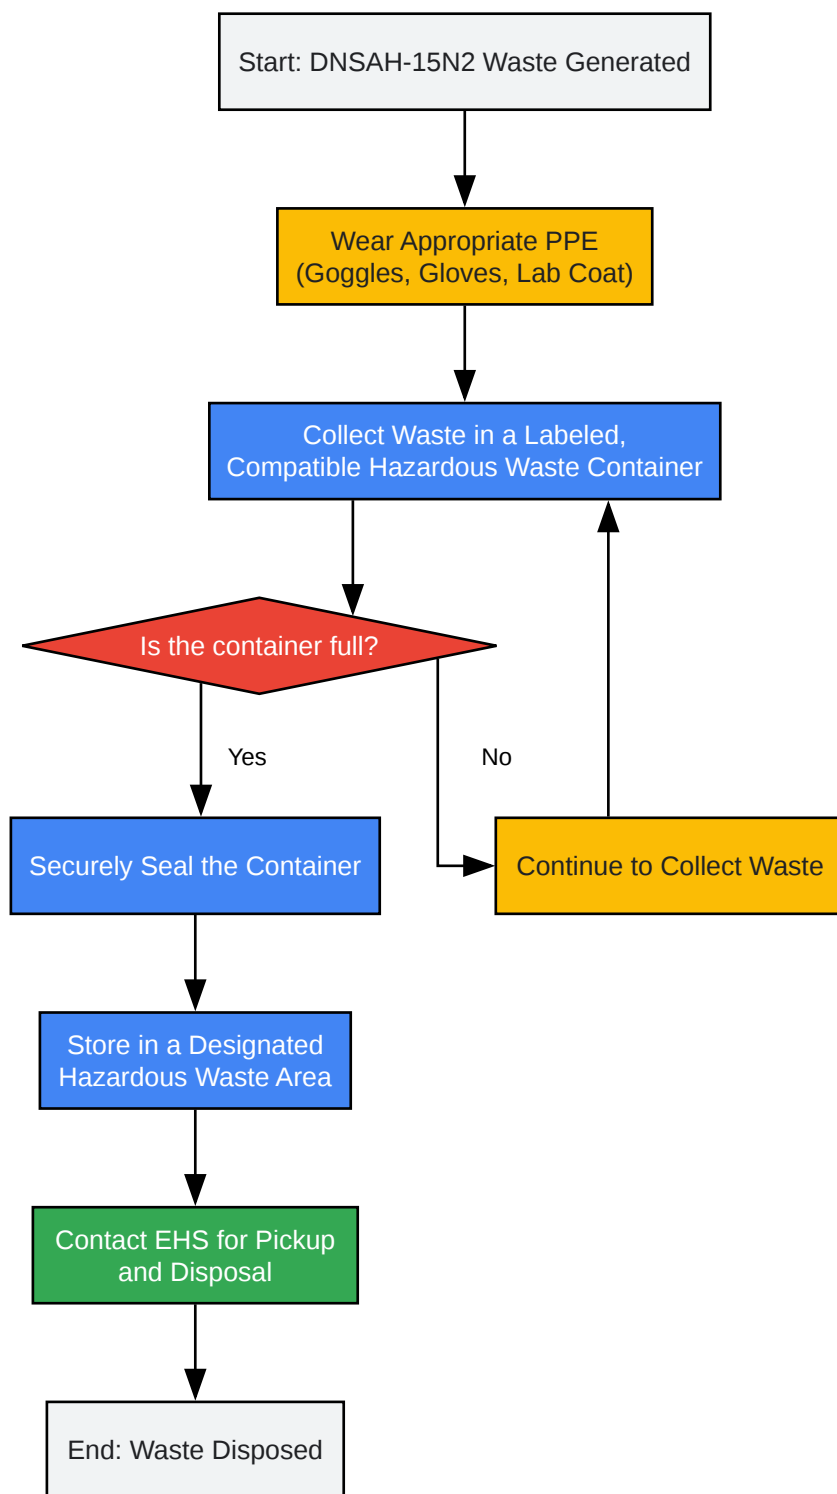 Start: DNSAH-15N2 Waste Generated
Wear Appropriate PPE
(Goggles, Gloves, Lab Coat)
Collect Waste in a Labeled,
Compatible Hazardous Waste Container
Is the container full?
Yes
No
Securely Seal the Container
Continue to Collect Waste
Store in a Designated
Hazardous Waste Area
Contact EHS for Pickup
and Disposal
End: Waste Disposed